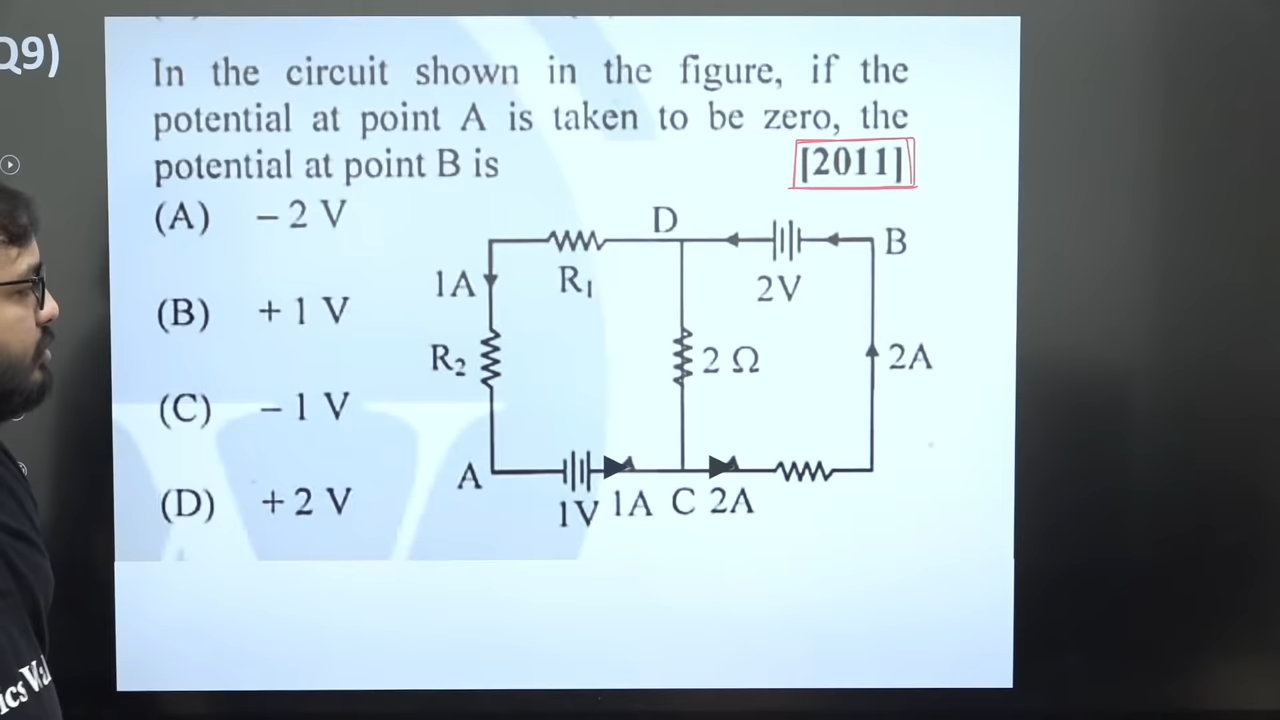 Q9)
In the circuit shown in the figure, if the
potential at point A is taken to be zero, the
potential at point B is [2011]
(A) – 2 V
(B) + 1 V
(C) – 1 V
(D) + 2 V
D
B
1A
R₁
2V
R₂
2 Ω
2A
A
1V 1A C 2A